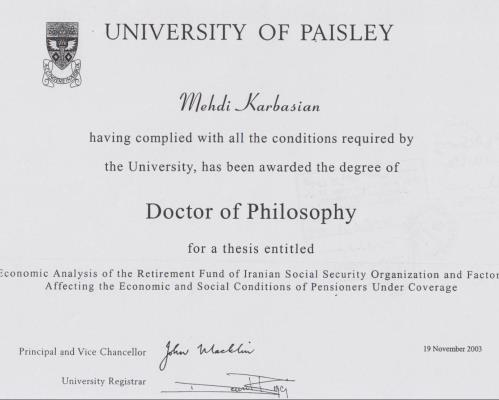 UNIVERSITY OF PAISLEY
Mehdi Karbasian
having complied with all the conditions required by
the University, has been awarded the degree of
Doctor of Philosophy
for a thesis entitled
Economic Analysis of the Retirement Fund of Iranian Social Security Organization and Factor
Affecting the Economic and Social Conditions of Pensioners Under Coverage
Principal and Vice Chancellor John Macklin
19 November 2003
University Registrar